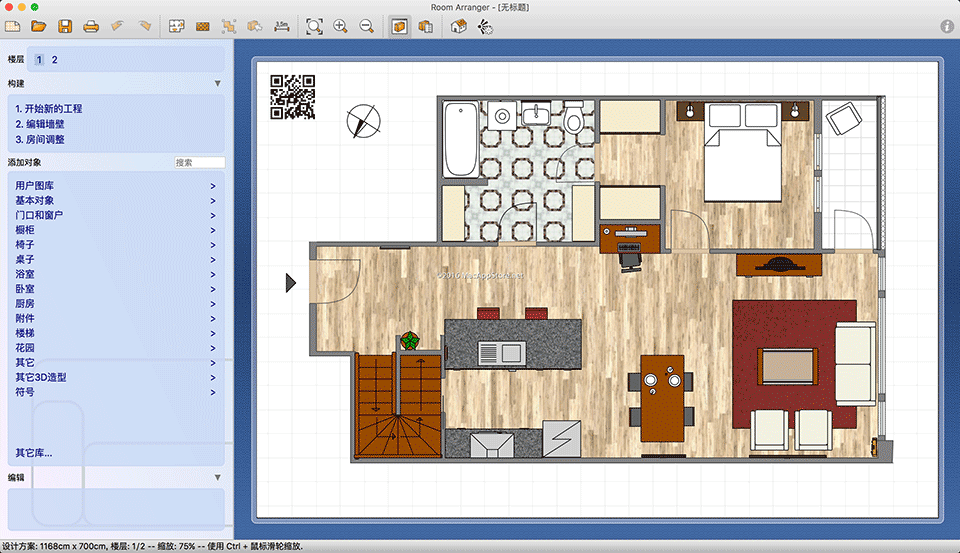 Room Arranger - [无标题]
3.5m
楼层
1 2
构建
1. 开始新的工程
2. 编辑墙壁
3. 房间调整
添加对象
搜索
用户图库 >
基本对象 >
门口和窗户 >
橱柜 >
椅子 >
桌子 >
浴室 >
卧室 >
厨房 >
附件 >
楼梯 >
花园 >
其它 >
其它3D造型 >
符号 >
其它库...
编辑
设计方案: 1168cm x 700cm, 楼层: 1/2 -- 缩放: 75% -- 使用 Ctrl + 鼠标滑轮缩放.